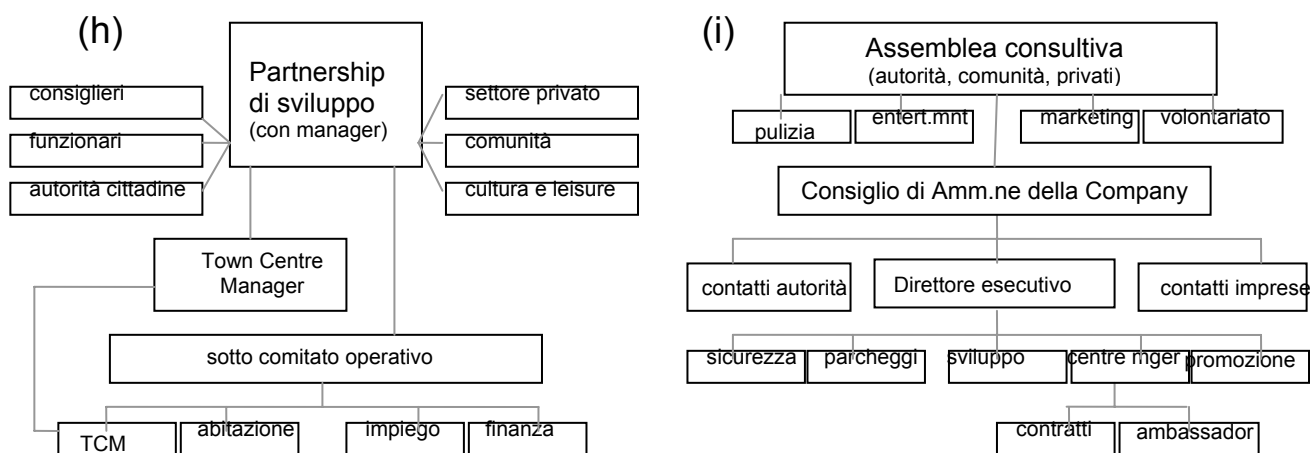 (h)
Partnership
di sviluppo
(con manager)
consiglieri
funzionari
autorità cittadine
settore privato
comunità
cultura e leisure
Town Centre
Manager
sotto comitato operativo
TCM
abitazione
impiego
finanza
(i)
Assemblea consultiva
(autorità, comunità, privati)
pulizia
entert.mnt
marketing
volontariato
Consiglio di Amm.ne della Company
contatti autorità
Direttore esecutivo
contatti imprese
sicurezza
parcheggi
sviluppo
centre mger
promozione
contratti
ambassador